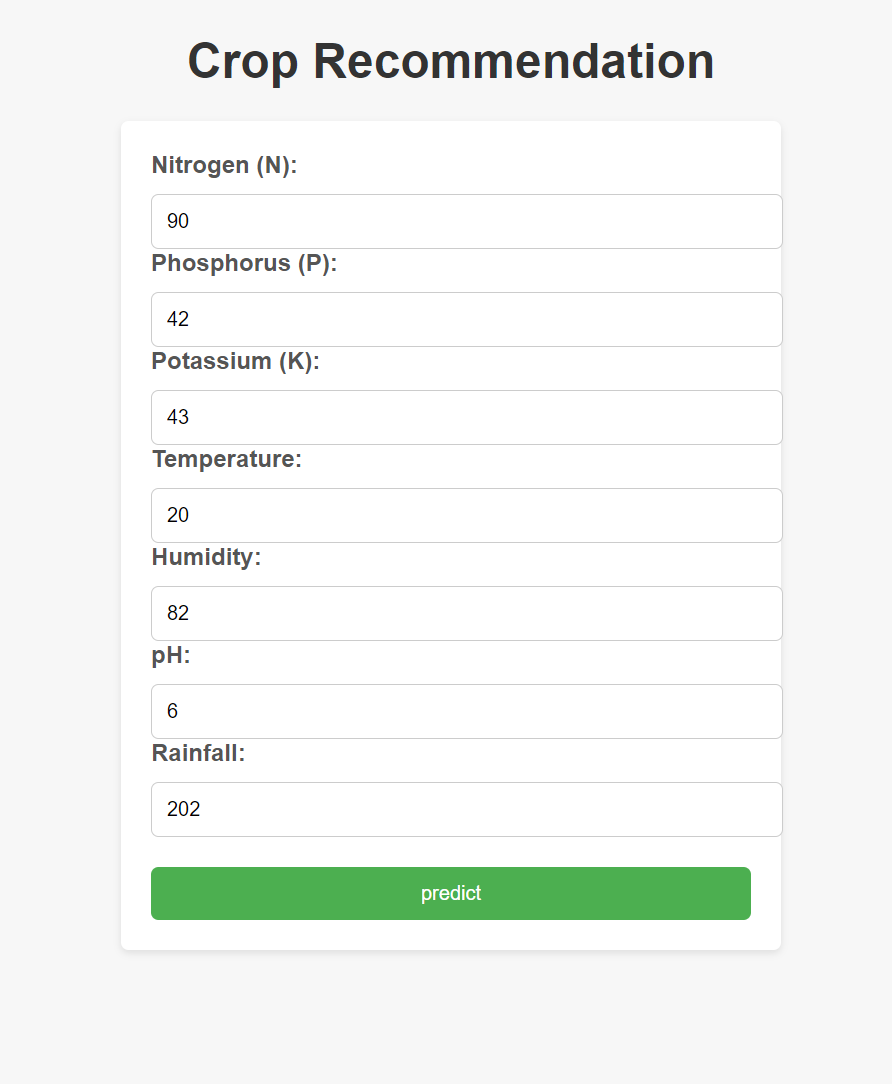 Crop Recommendation
Nitrogen (N):
90
Phosphorus (P):
42
Potassium (K):
43
Temperature:
20
Humidity:
82
pH:
6
Rainfall:
202
predict